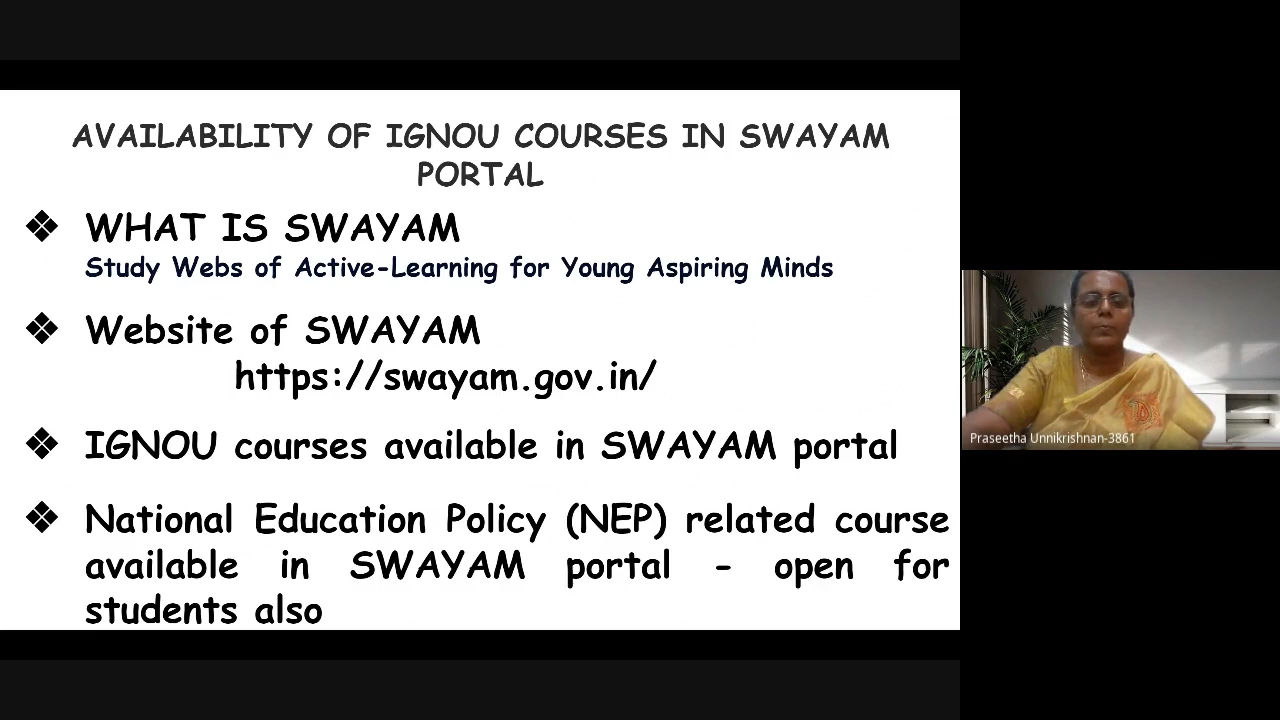 AVAILABILITY OF IGNOU COURSES IN SWAYAM
PORTAL
❖ WHAT IS SWAYAM
Study Webs of Active-Learning for Young Aspiring Minds
❖ Website of SWAYAM
https://swayam.gov.in/
❖ IGNOU courses available in SWAYAM portal
❖ National Education Policy (NEP) related course
available in SWAYAM portal - open for
students also
Praseetha Unnikrishnan-3861